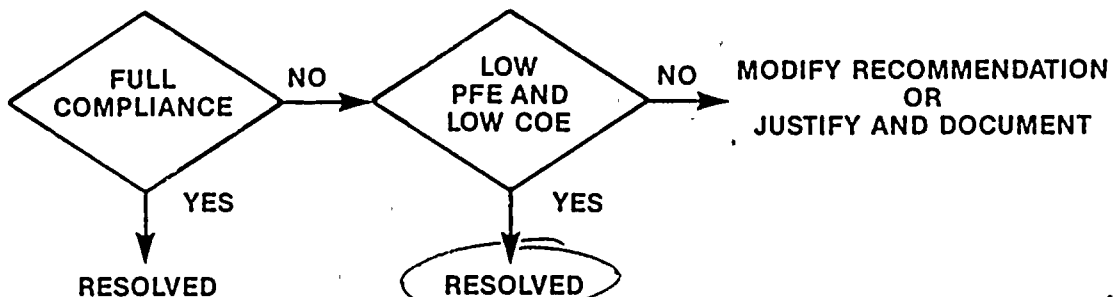 FULL
COMPLIANCE
NO
LOW
PFE AND
LOW COE
NO
MODIFY RECOMMENDATION
OR
JUSTIFY AND DOCUMENT
YES
YES
RESOLVED
RESOLVED